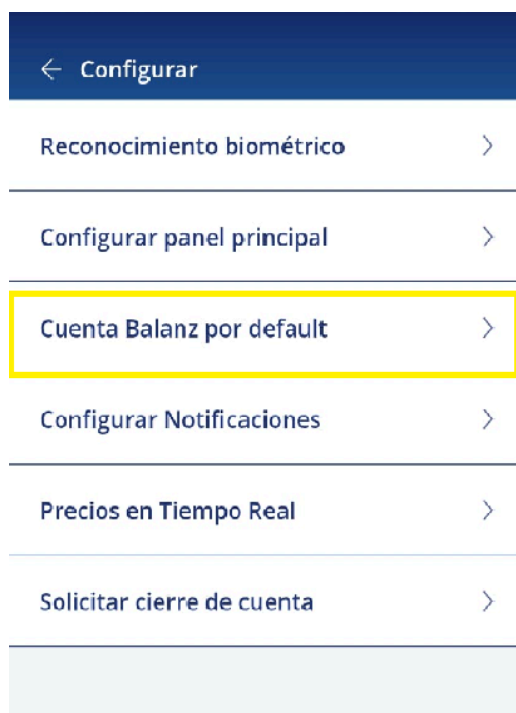 Configurar
Reconocimiento biométrico
Configurar panel principal
Cuenta Balanz por default
Configurar Notificaciones
Precios en Tiempo Real
Solicitar cierre de cuenta